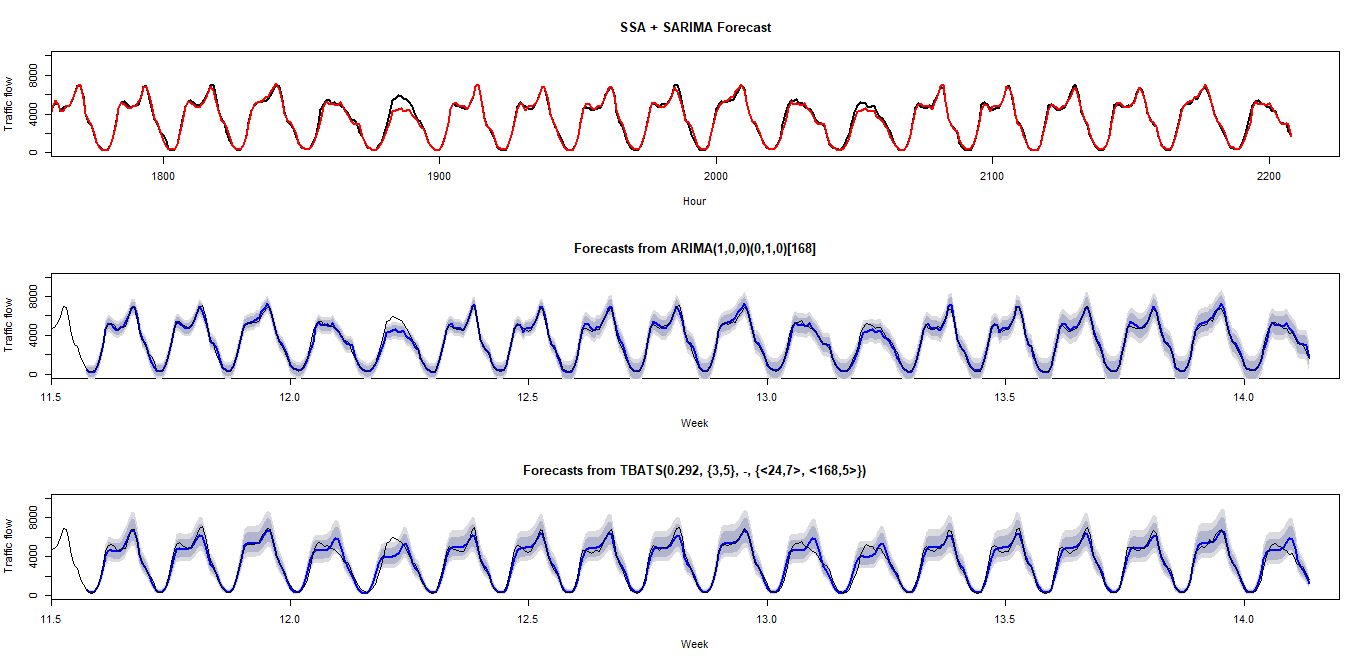 SSA + SARIMA Forecast
Traffic flow
0 4000 8000
1800 1900 2000 2100 2200
Hour
Forecasts from ARIMA(1,0,0)(0,1,0)[168]
Traffic flow
0 4000 8000
11.5 12.0 12.5 13.0 13.5 14.0
Week
Forecasts from TBATS(0.292, {3,5}, -, {<24,7>, <168,5>})
Traffic flow
0 4000 8000
11.5 12.0 12.5 13.0 13.5 14.0
Week